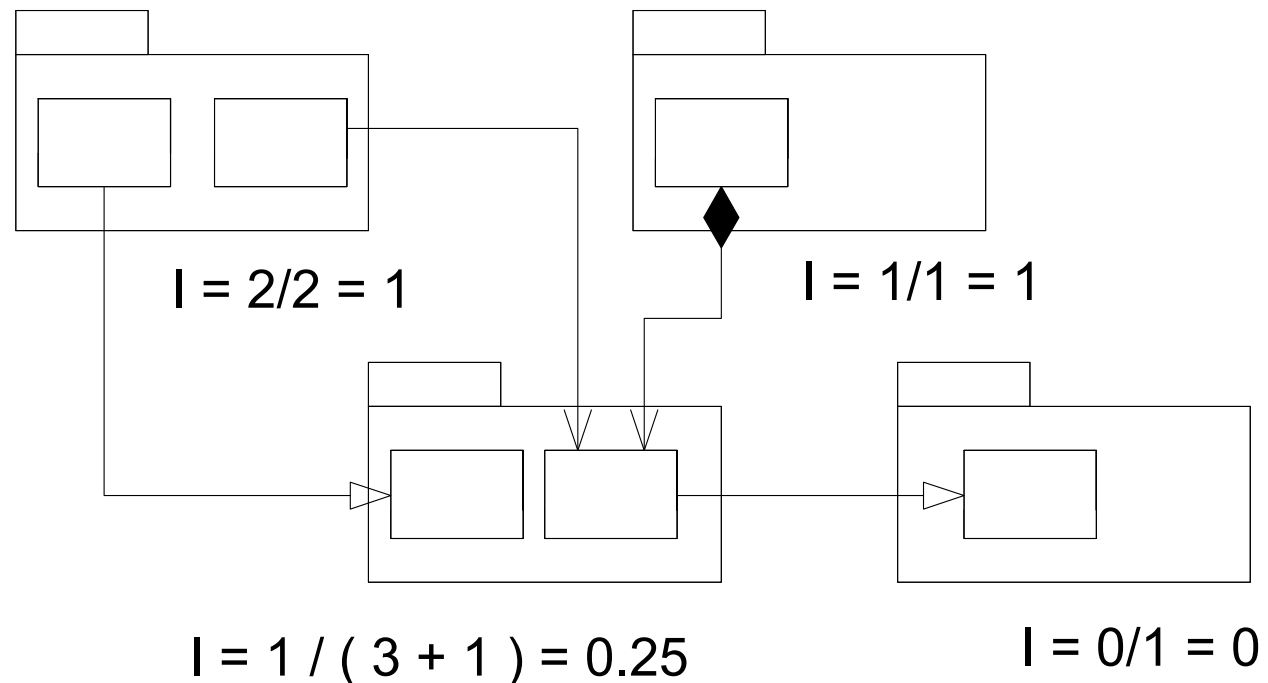 I = 2/2 = 1
I = 1/1 = 1
I = 1 / ( 3 + 1 ) = 0.25
I = 0/1 = 0